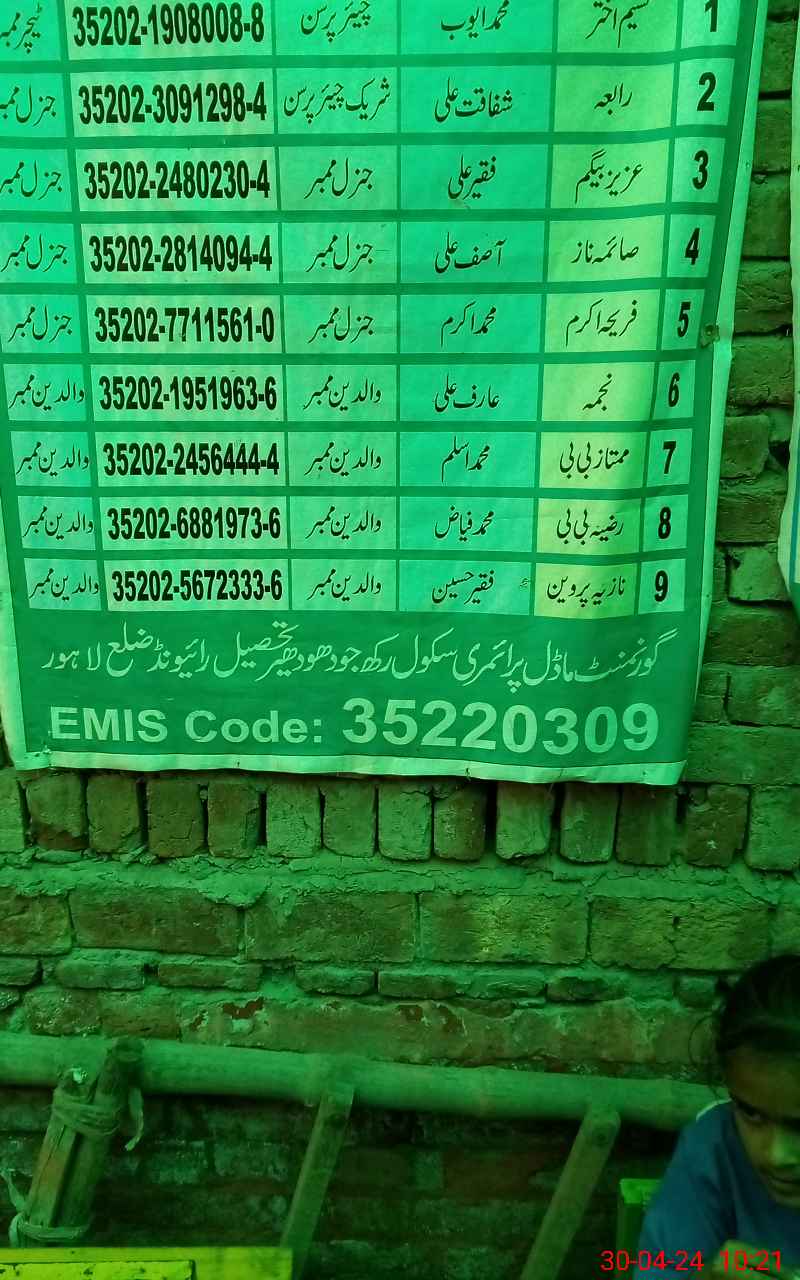 1 نسیم اختر محمد ایوب چیئر پرسن 35202-1908008-8 ٹیچر ممبر
2 رابعہ شفاقت علی شریک چیئر پرسن 35202-3091298-4 جنرل ممبر
3 عزیز بیگم فقیر علی جنرل ممبر 35202-2480230-4 جنرل ممبر
4 صائمہ ناز آصف علی جنرل ممبر 35202-2814094-4 جنرل ممبر
5 فریحہ اکرم محمد اکرم جنرل ممبر 35202-7711561-0 جنرل ممبر
6 نجمہ عارف علی والدین ممبر 35202-1951963-6 والدین ممبر
7 ممتاز بی بی محمد اسلم والدین ممبر 35202-2456444-4 والدین ممبر
8 رضیہ بی بی محمد فیاض والدین ممبر 35202-6881973-6 والدین ممبر
9 نازیہ پروین فقیر حسین والدین ممبر 35202-5672333-6 والدین ممبر
گورنمنٹ ماڈل پرائمری سکول رکھ جودھودھیر تحصیل رائیونڈ ضلع لاہور
EMIS Code: 35220309
30-04-24 10:21